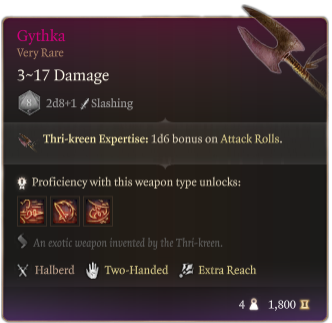 Gythka
Very Rare
3~17 Damage
8
2d8+1 Slashing
Thri-kreen Expertise: 1d6 bonus on Attack Rolls.
Proficiency with this weapon type unlocks:
An exotic weapon invented by the Thri-kreen.
Halberd Two-Handed Extra Reach
4 1,800